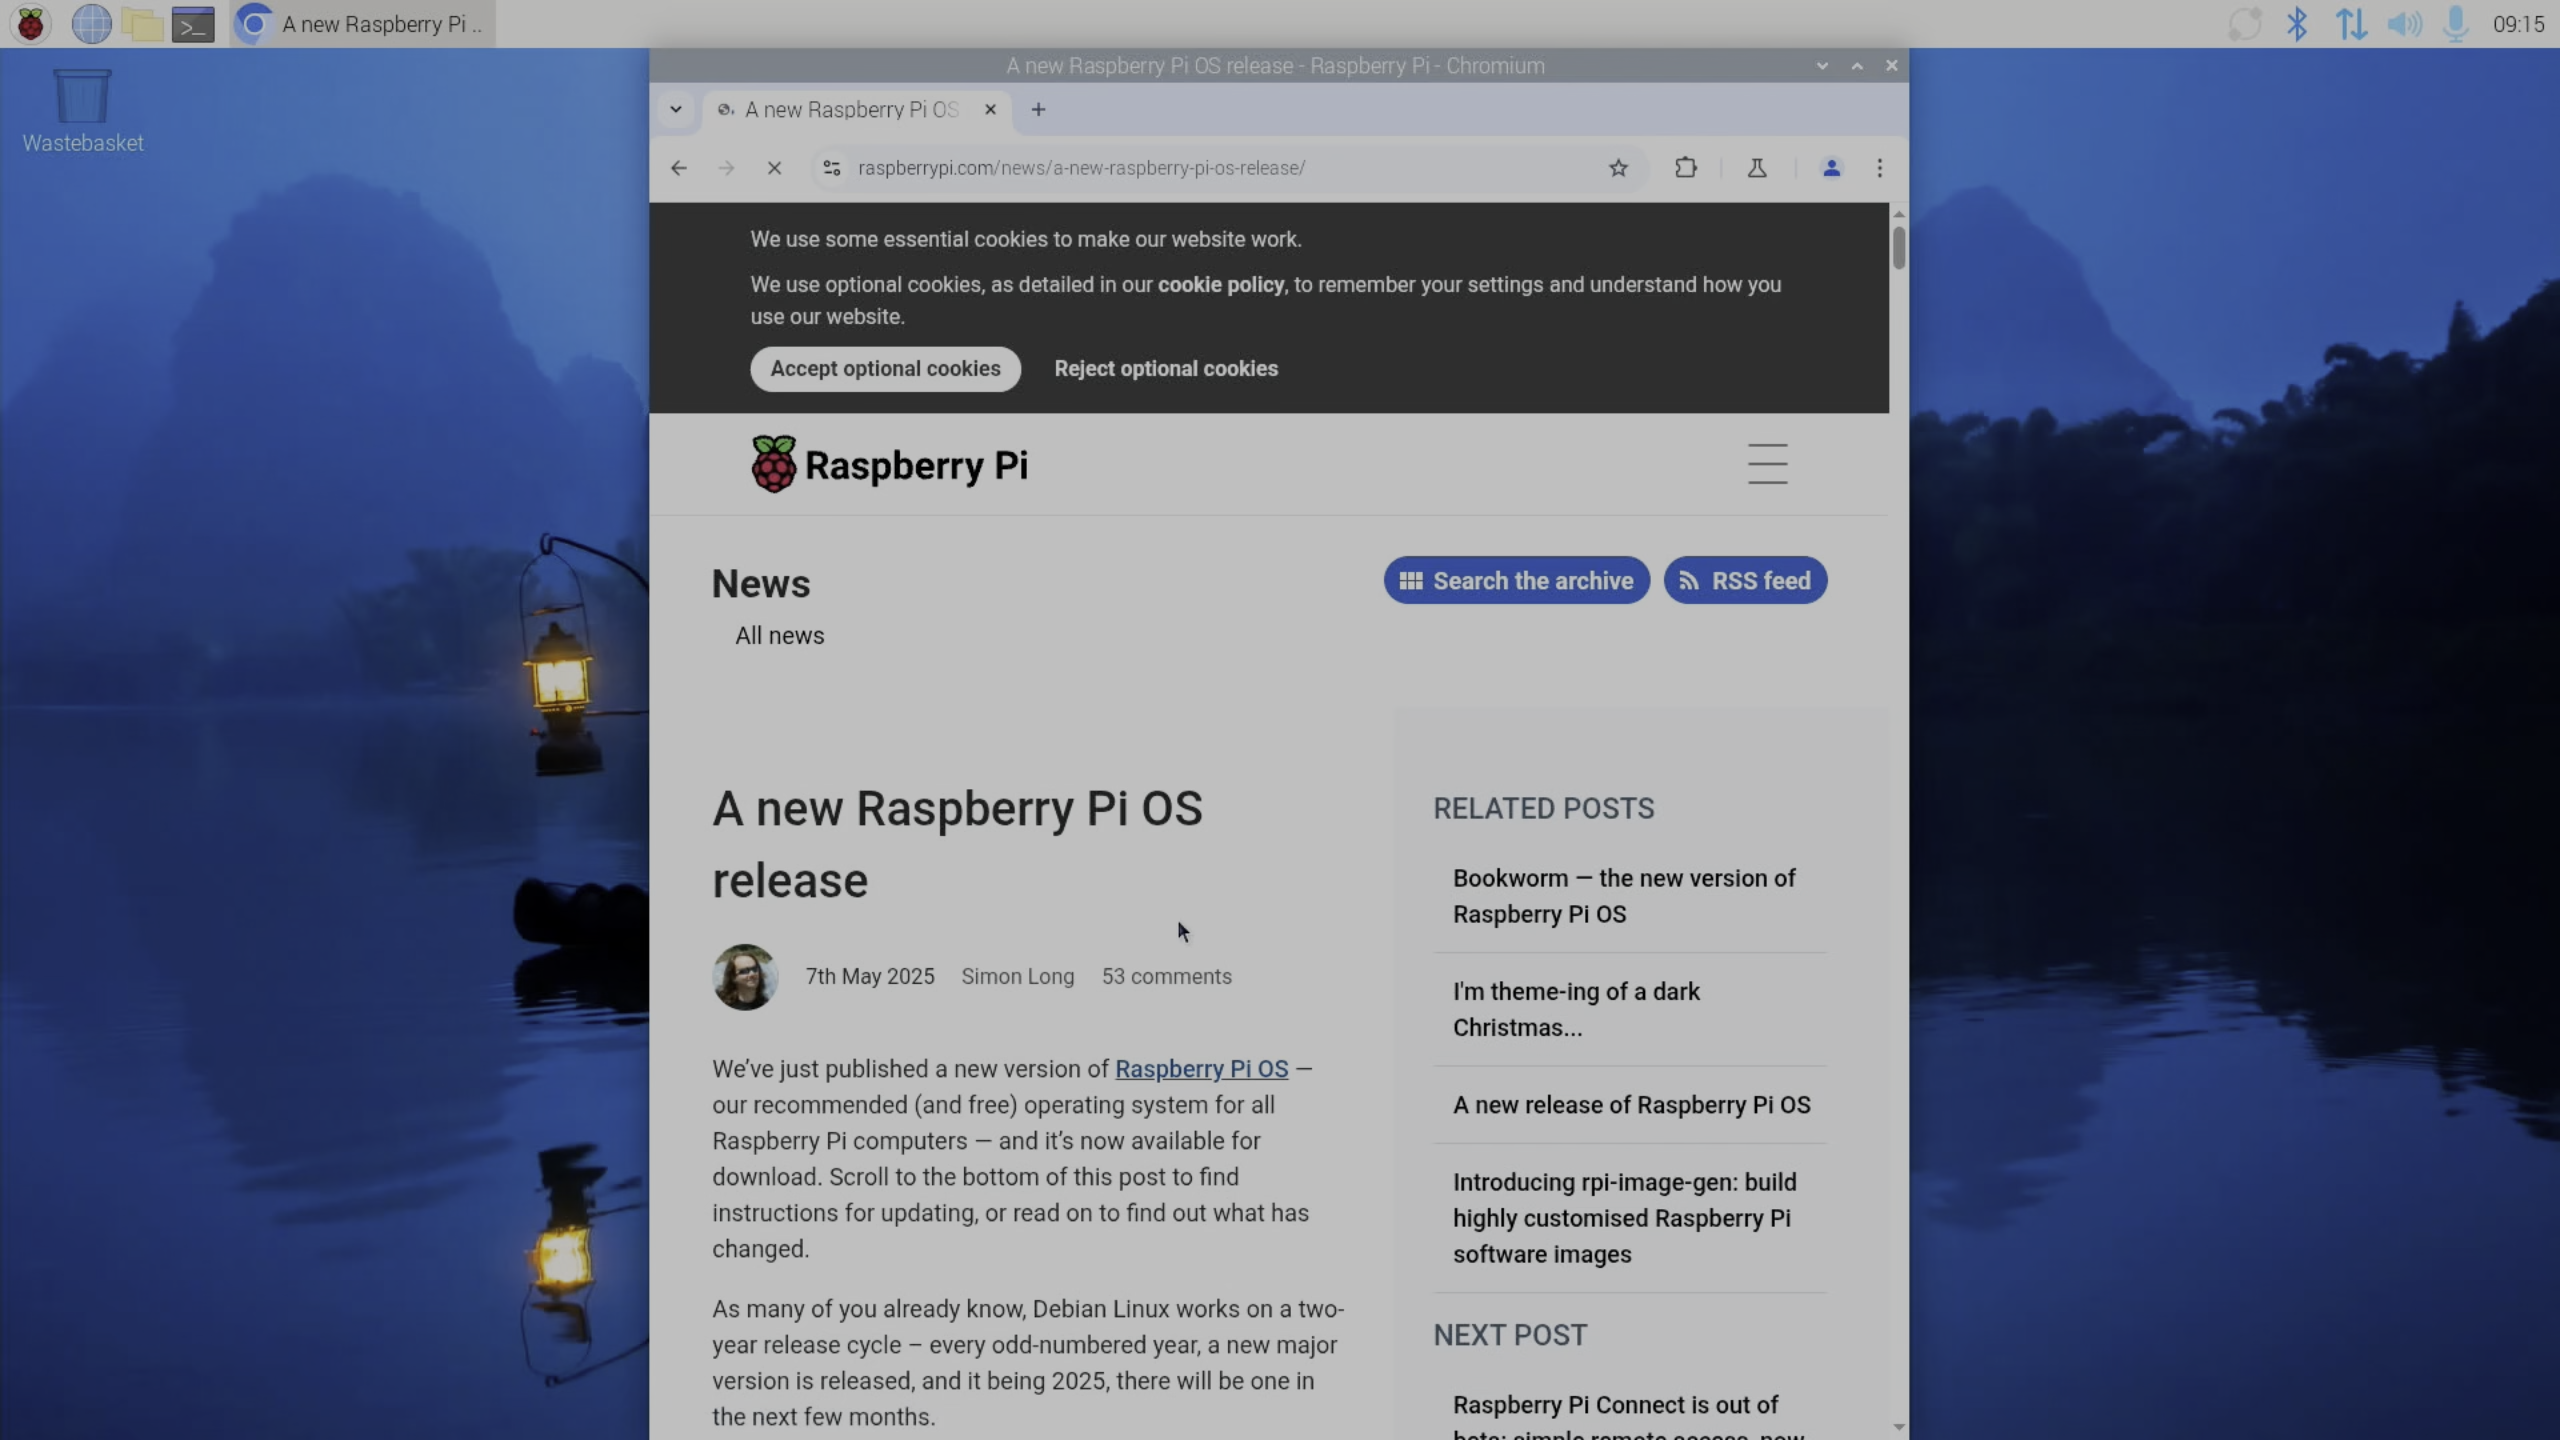 A new Raspberry Pi ..
09:15
Wastebasket
A new Raspberry Pi OS release - Raspberry Pi - Chromium
A new Raspberry Pi OS
raspberrypi.com/news/a-new-raspberry-pi-os-release/
We use some essential cookies to make our website work.
We use optional cookies, as detailed in our cookie policy, to remember your settings and understand how you
use our website.
Accept optional cookies
Reject optional cookies
Raspberry Pi
News
Search the archive
RSS feed
All news
A new Raspberry Pi OS
release
7th May 2025 Simon Long 53 comments
We’ve just published a new version of Raspberry Pi OS —
our recommended (and free) operating system for all
Raspberry Pi computers — and it’s now available for
download. Scroll to the bottom of this post to find
instructions for updating, or read on to find out what has
changed.
As many of you already know, Debian Linux works on a two-
year release cycle – every odd-numbered year, a new major
version is released, and it being 2025, there will be one in
the next few months.
RELATED POSTS
Bookworm — the new version of
Raspberry Pi OS
I'm theme-ing of a dark
Christmas...
A new release of Raspberry Pi OS
Introducing rpi-image-gen: build
highly customised Raspberry Pi
software images
NEXT POST
Raspberry Pi Connect is out of
beta: simple remote access, now